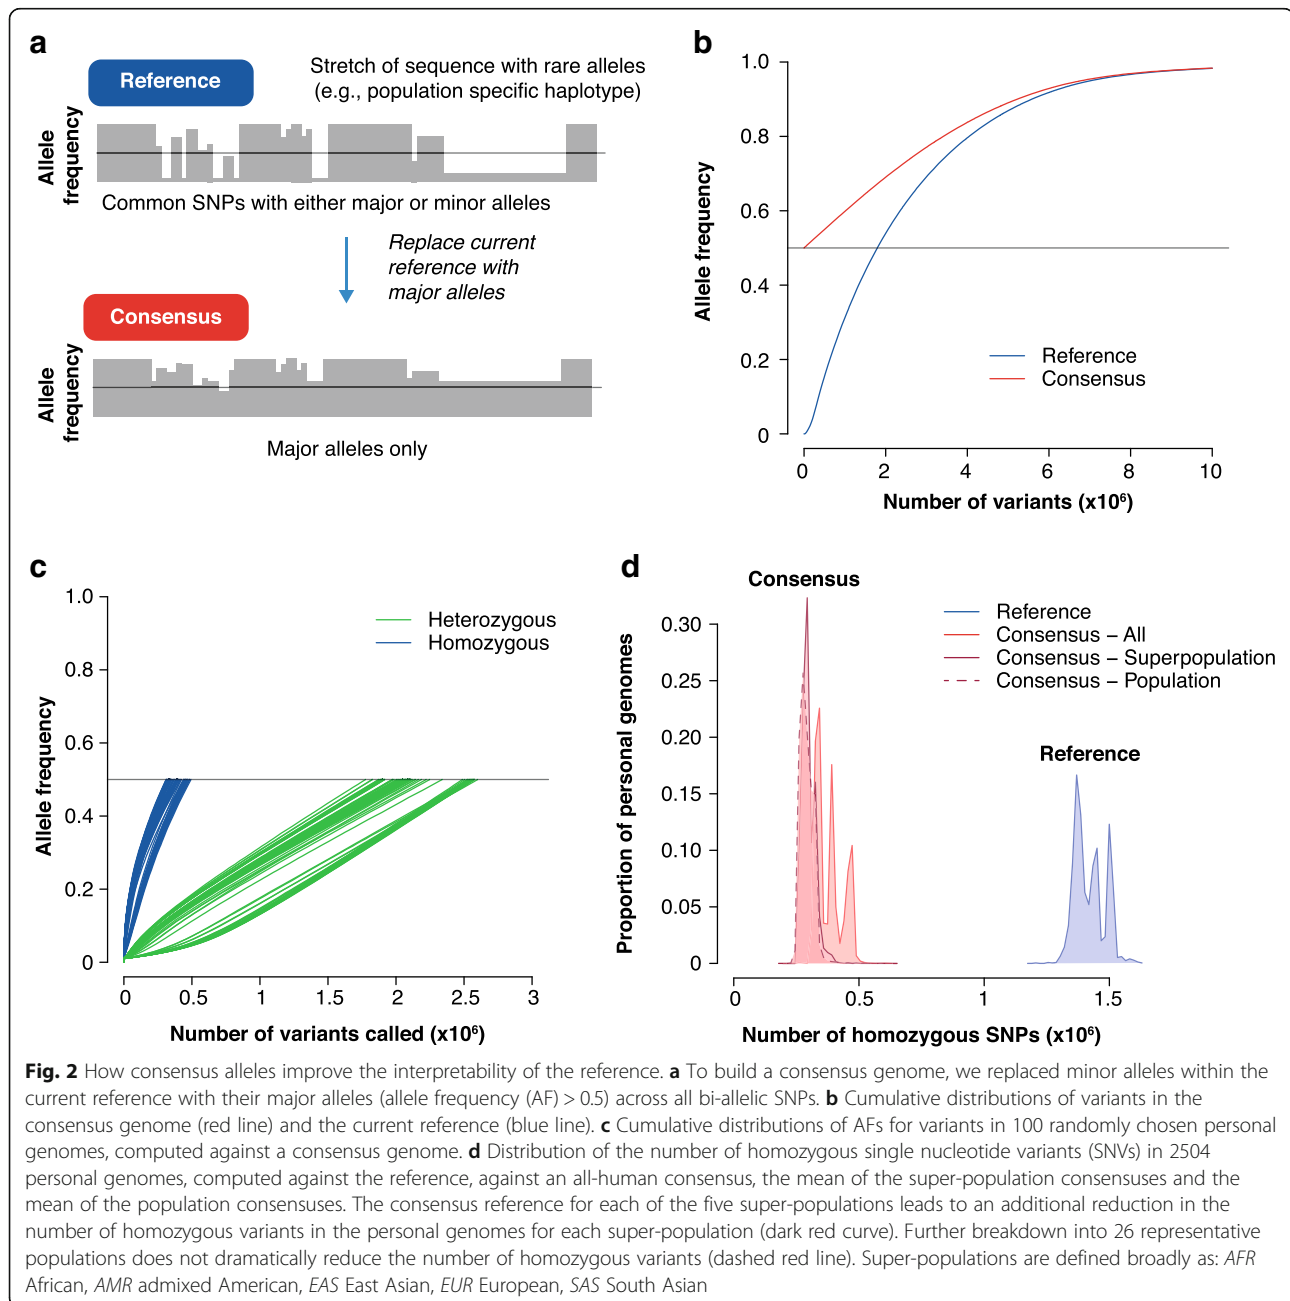 a
Reference
Stretch of sequence with rare alleles
(e.g., population specific haplotype)
Allele
frequency
Common SNPs with either major or minor alleles
Replace current
reference with
major alleles
Consensus
Allele
frequency
Major alleles only
b
1.0
0.8
0.6
0.4
0.2
0
Allele frequency
Reference
Consensus
0 2 4 6 8 10
Number of variants (x10⁶)
c
1.0
0.8
0.6
0.4
0.2
0
Allele frequency
Heterozygous
Homozygous
0 0.5 1 1.5 2 2.5 3
Number of variants called (x10⁶)
d
Consensus
0.30
0.25
0.20
0.15
0.10
0.05
0
Proportion of personal genomes
Reference
Consensus – All
Consensus – Superpopulation
Consensus – Population
Reference
0 0.5 1 1.5
Number of homozygous SNPs (x10⁶)
Fig. 2 How consensus alleles improve the interpretability of the reference. a To build a consensus genome, we replaced minor alleles within the
current reference with their major alleles (allele frequency (AF) > 0.5) across all bi-allelic SNPs. b Cumulative distributions of variants in the
consensus genome (red line) and the current reference (blue line). c Cumulative distributions of AFs for variants in 100 randomly chosen personal
genomes, computed against a consensus genome. d Distribution of the number of homozygous single nucleotide variants (SNVs) in 2504
personal genomes, computed against the reference, against an all-human consensus, the mean of the super-population consensuses and the
mean of the population consensuses. The consensus reference for each of the five super-populations leads to an additional reduction in the
number of homozygous variants in the personal genomes for each super-population (dark red curve). Further breakdown into 26 representative
populations does not dramatically reduce the number of homozygous variants (dashed red line). Super-populations are defined broadly as: AFR
African, AMR admixed American, EAS East Asian, EUR European, SAS South Asian